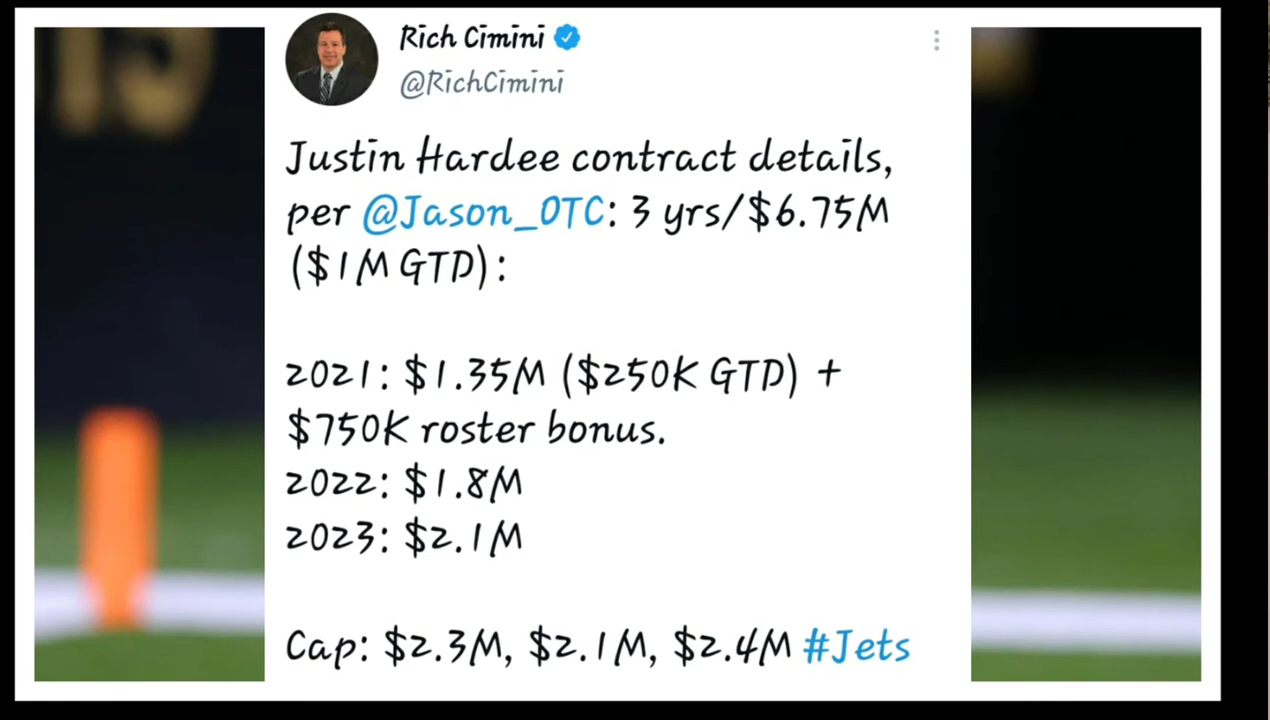 15
Rich Cimini
@RichCimini
Justin Hardee contract details,
per @Jason_OTC: 3 yrs/$6.75M
($1M GTD):
2021: $1.35M ($250K GTD) +
$750K roster bonus.
2022: $1.8M
2023: $2.1M
Cap: $2.3M, $2.1M, $2.4M #Jets